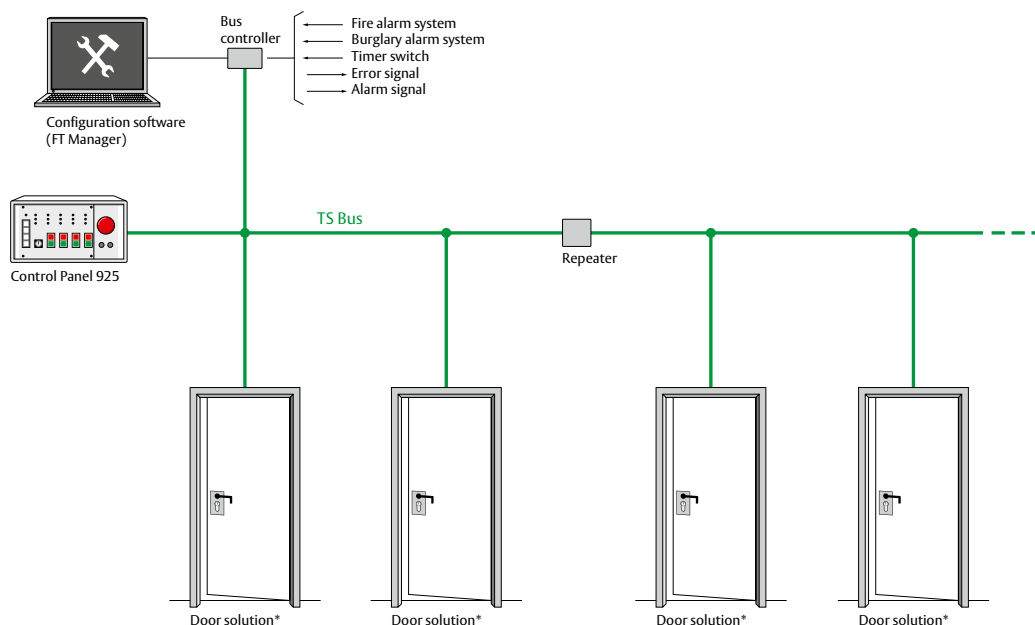 Bus
controller
Fire alarm system
Burglary alarm system
Timer switch
Error signal
Alarm signal
Configuration software
(FT Manager)
TS Bus
Repeater
Control Panel 925
Door solution*
Door solution*
Door solution*
Door solution*